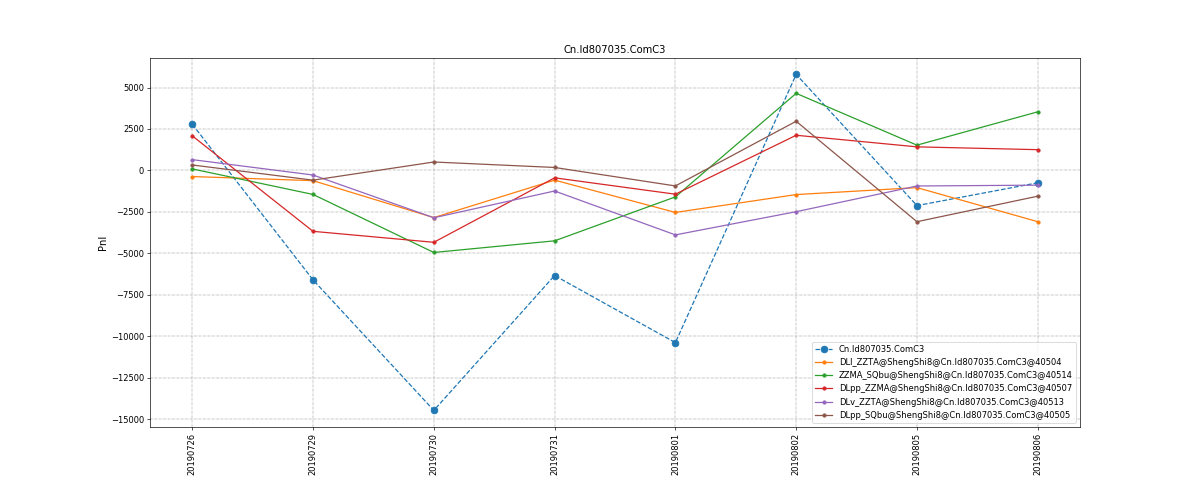 Cn.Id807035.ComC3
PnI
5000
2500
0
−2500
−5000
−7500
−10000
−12500
−15000
Cn.Id807035.ComC3
DLl_ZZTA@ShengShi8@Cn.Id807035.ComC3@40504
ZZMA_SQbu@ShengShi8@Cn.Id807035.ComC3@40514
DLpp_ZZMA@ShengShi8@Cn.Id807035.ComC3@40507
DLv_ZZTA@ShengShi8@Cn.Id807035.ComC3@40513
DLpp_SQbu@ShengShi8@Cn.Id807035.ComC3@40505
20190726
20190729
20190730
20190731
20190801
20190802
20190805
20190806